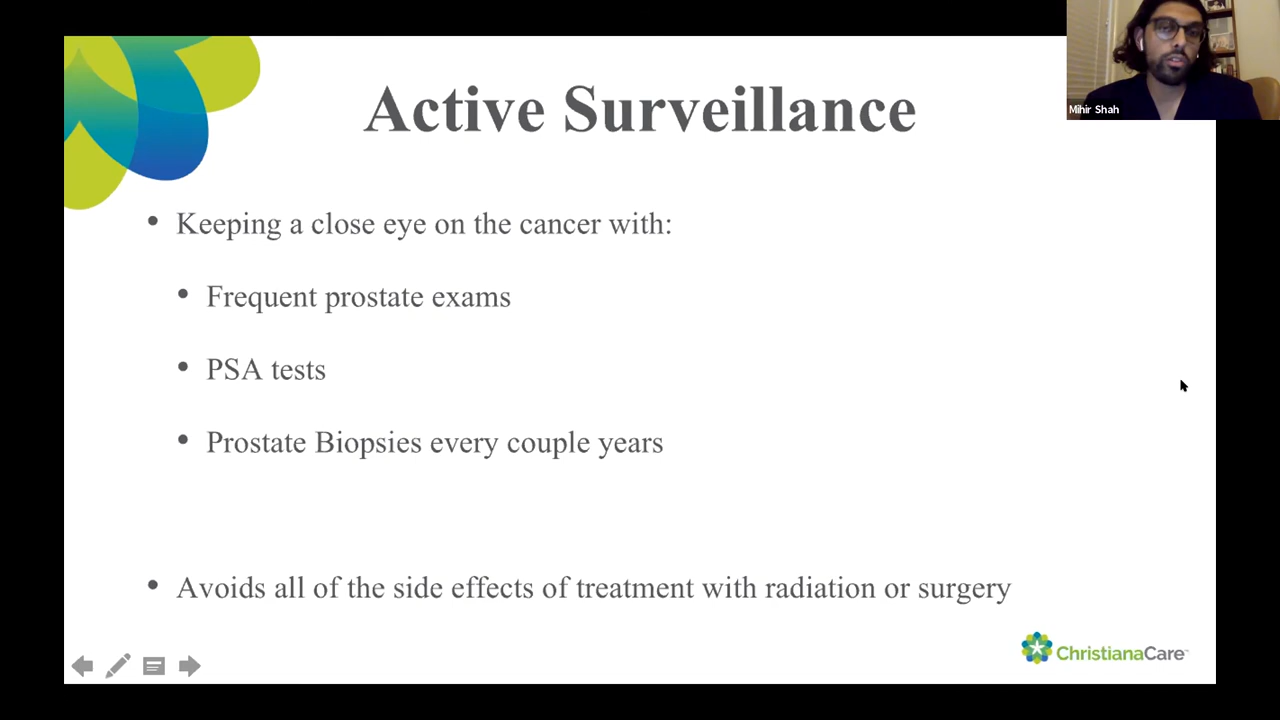 Active Surveillance
Mihir Shah
• Keeping a close eye on the cancer with:
• Frequent prostate exams
• PSA tests
• Prostate Biopsies every couple years
• Avoids all of the side effects of treatment with radiation or surgery
ChristianaCare™